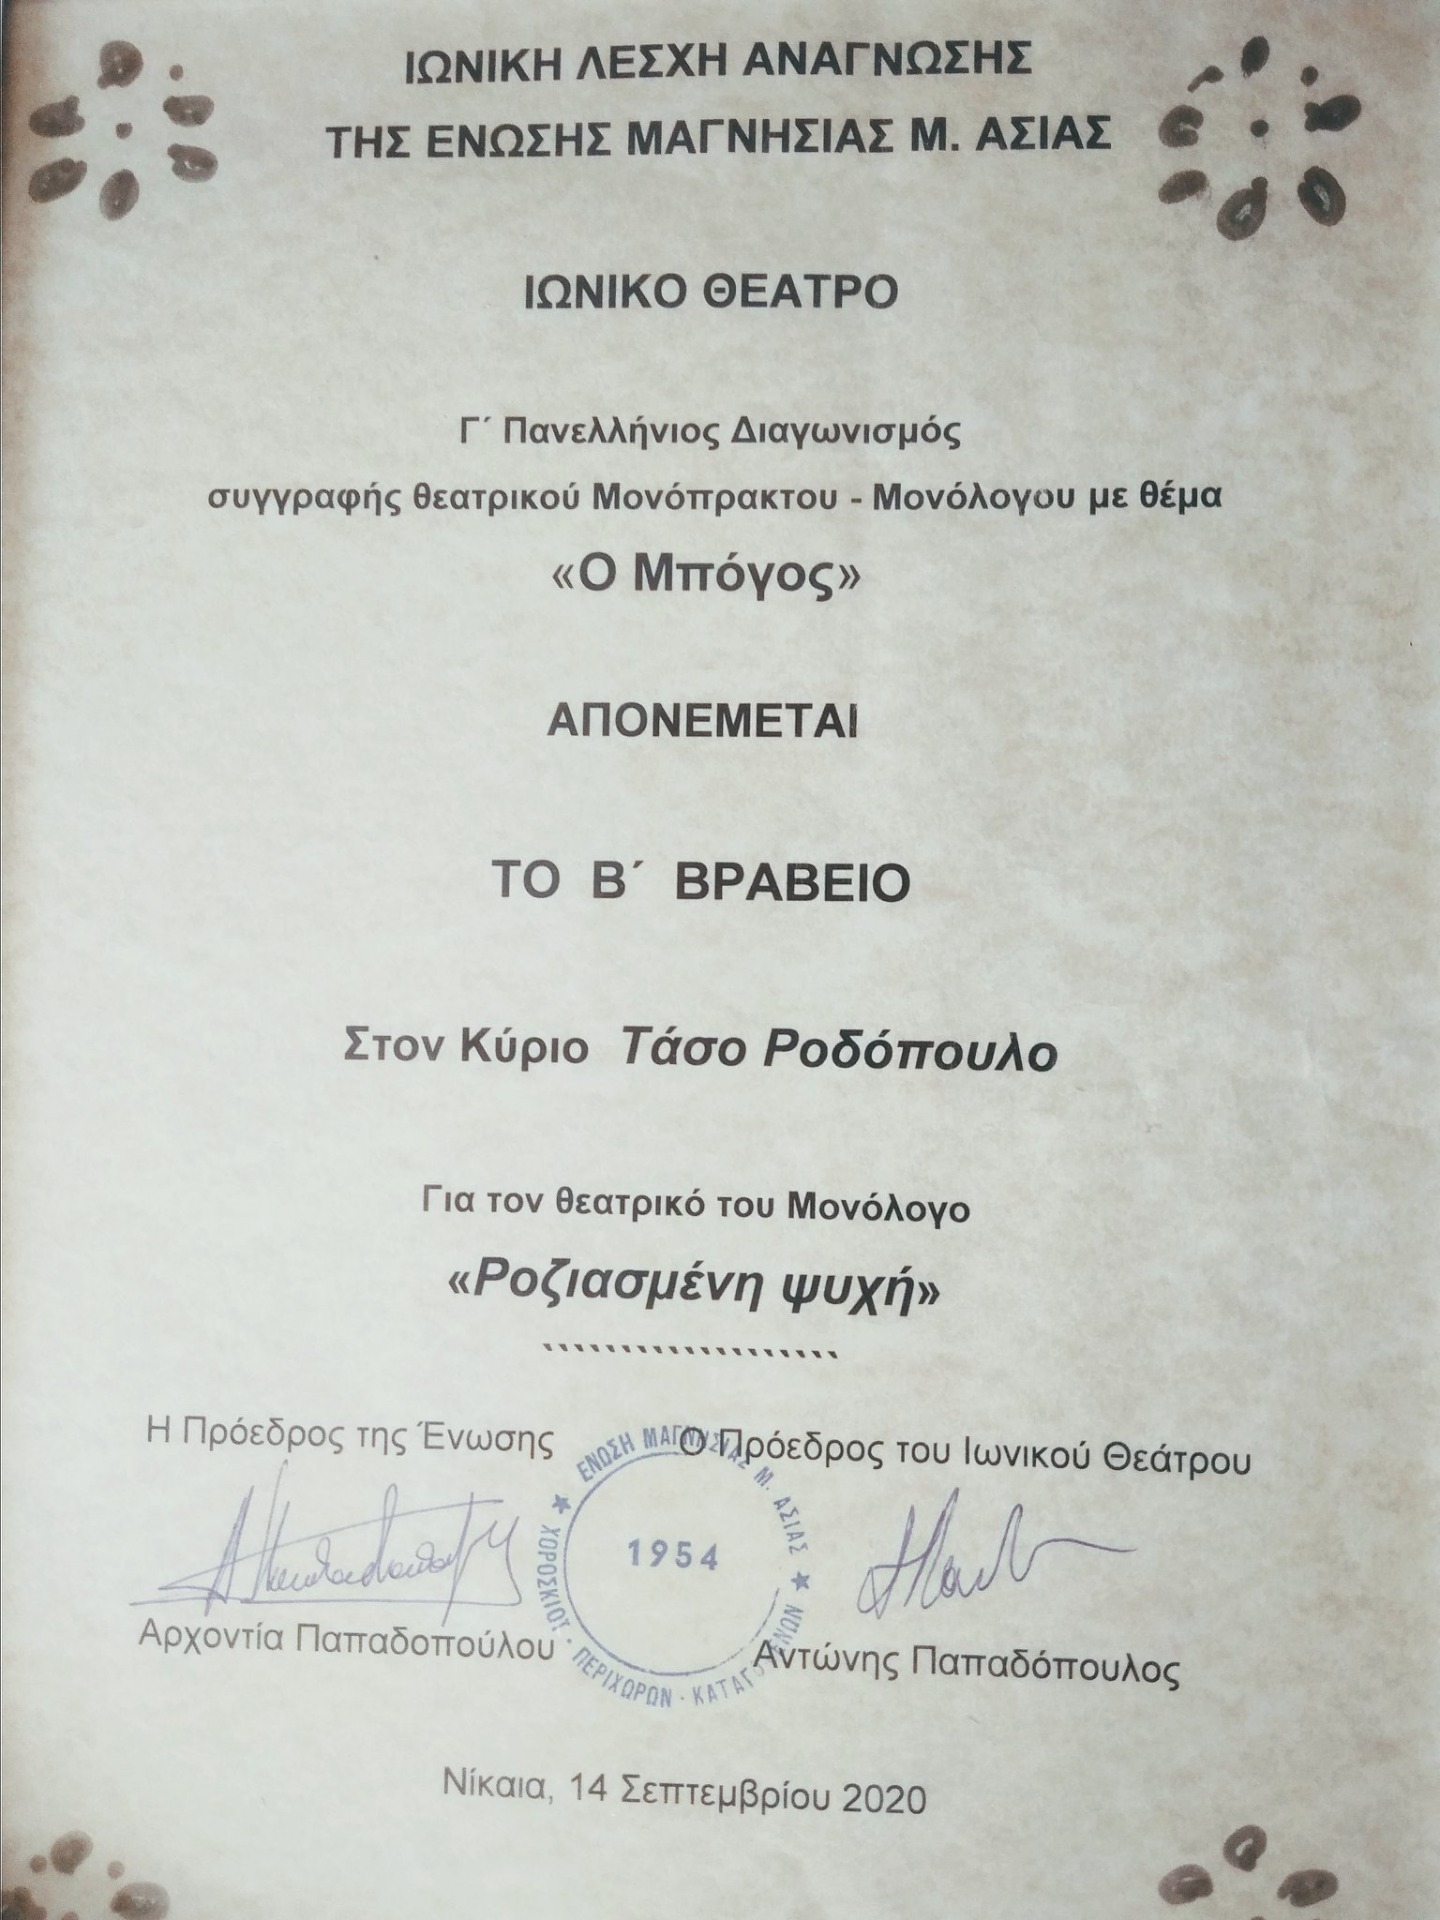 ΙΩΝΙΚΗ ΛΕΣΧΗ ΑΝΑΓΝΩΣΗΣ
ΤΗΣ ΕΝΩΣΗΣ ΜΑΓΝΗΣΙΑΣ Μ. ΑΣΙΑΣ
ΙΩΝΙΚΟ ΘΕΑΤΡΟ
Γ΄ Πανελλήνιος Διαγωνισμός
συγγραφής θεατρικού Μονόπρακτου - Μονόλογου με θέμα
«Ο Μπόγος»
ΑΠΟΝΕΜΕΤΑΙ
ΤΟ Β΄ ΒΡΑΒΕΙΟ
Στον Κύριο Τάσο Ροδόπουλο
Για τον θεατρικό του Μονόλογο
«Ροζιασμένη ψυχή»
Η Πρόεδρος της Ένωσης
Ο Πρόεδρος του Ιωνικού Θεάτρου
ΕΝΩΣΗ ΜΑΓΝΗΣΙΑΣ Μ. ΑΣΙΑΣ
1954
ΧΟΡΟΣΚΙΟΪ · ΠΕΡΙΧΩΡΩΝ ·
Αρχοντία Παπαδοπούλου
Αντώνης Παπαδόπουλος
Νίκαια, 14 Σεπτεμβρίου 2020